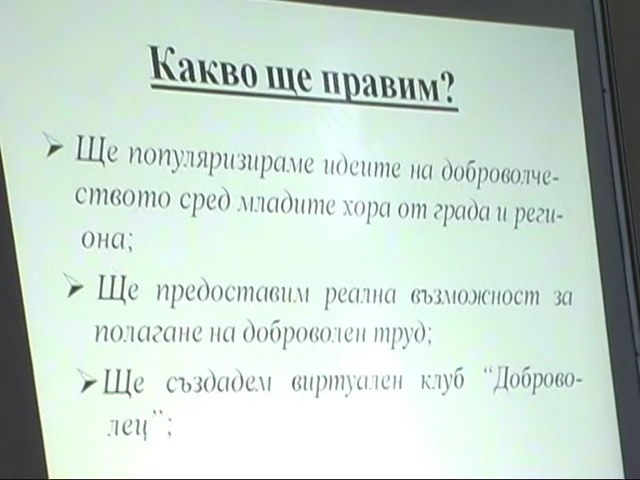 Какво ще правим?
➢ Ще популяризираме идеите на доброволче-
ството сред младите хора от града и реги-
она;
➢ Ще предоставим реална възможност за
полагане на доброволен труд;
➢ Ще създадем виртуален клуб “Доброво-
лец”;